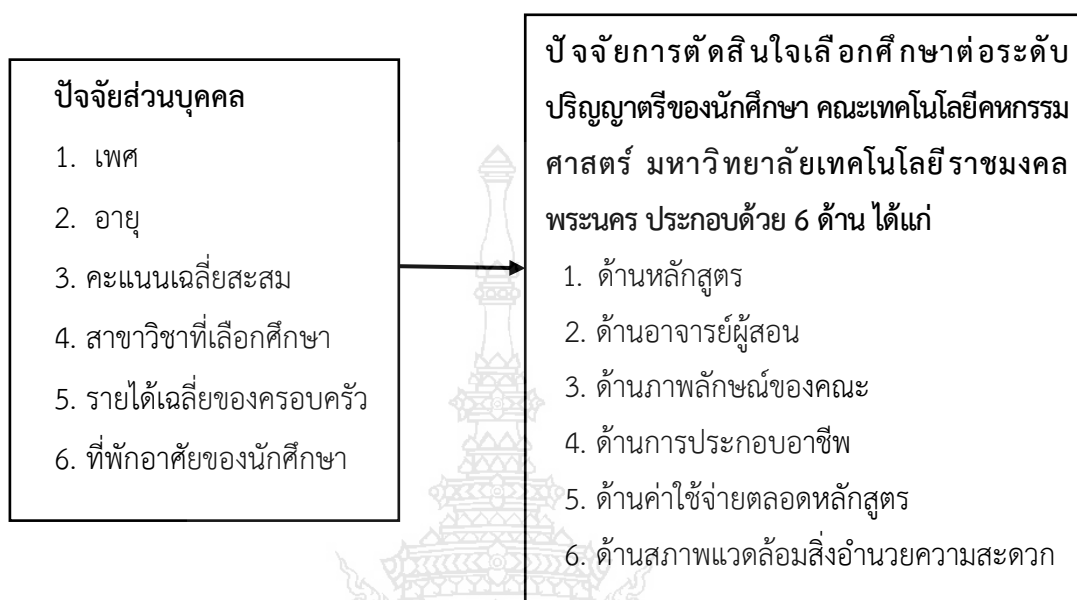 ปัจจัยส่วนบุคคล
1. เพศ
2. อายุ
3. คะแนนเฉลี่ยสะสม
4. สาขาวิชาที่เลือกศึกษา
5. รายได้เฉลี่ยของครอบครัว
6. ที่พักอาศัยของนักศึกษา
ปัจจัยการตัดสินใจเลือกศึกษาต่อระดับ
ปริญญาตรีของนักศึกษา คณะเทคโนโลยีคหกรรม
ศาสตร์ มหาวิทยาลัยเทคโนโลยีราชมงคล
พระนคร ประกอบด้วย 6 ด้าน ได้แก่
1. ด้านหลักสูตร
2. ด้านอาจารย์ผู้สอน
3. ด้านภาพลักษณ์ของคณะ
4. ด้านการประกอบอาชีพ
5. ด้านค่าใช้จ่ายตลอดหลักสูตร
6. ด้านสภาพแวดล้อมสิ่งอำนวยความสะดวก